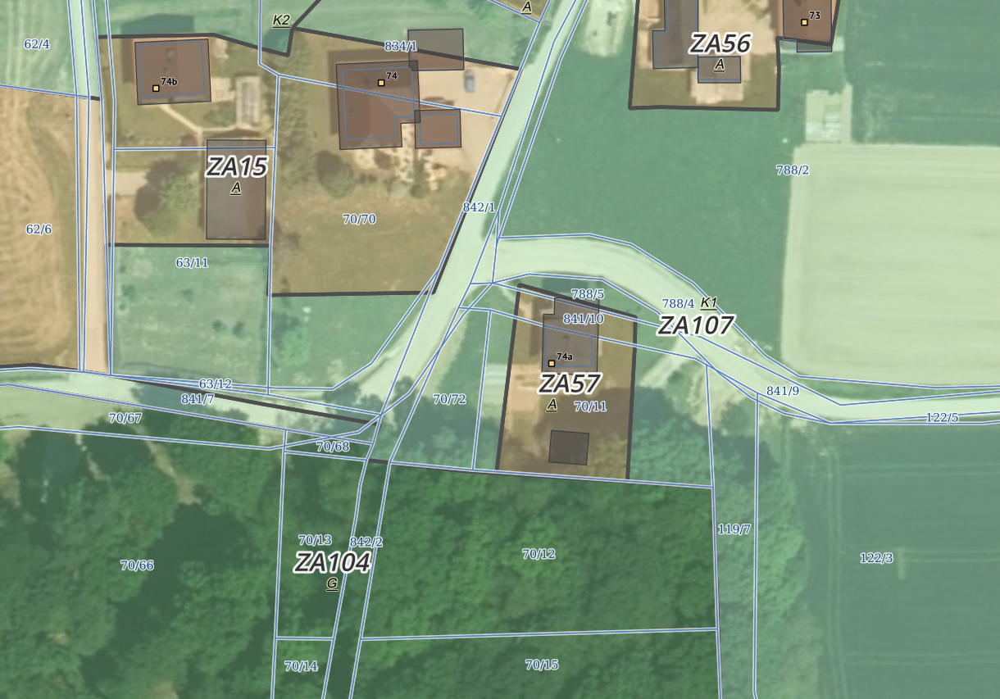 A
K2
73
62/4
834/1
ZA56
A
74
74b
ZA15
A
788/2
842/1
70/70
62/6
63/11
788/5
788/4
K1
841/10
ZA107
74a
63/12
ZA57
841/7
70/72
A
70/11
841/9
70/67
122/5
70/68
119/7
70/13
842/2
70/12
122/3
ZA104
70/66
G
70/14
70/15